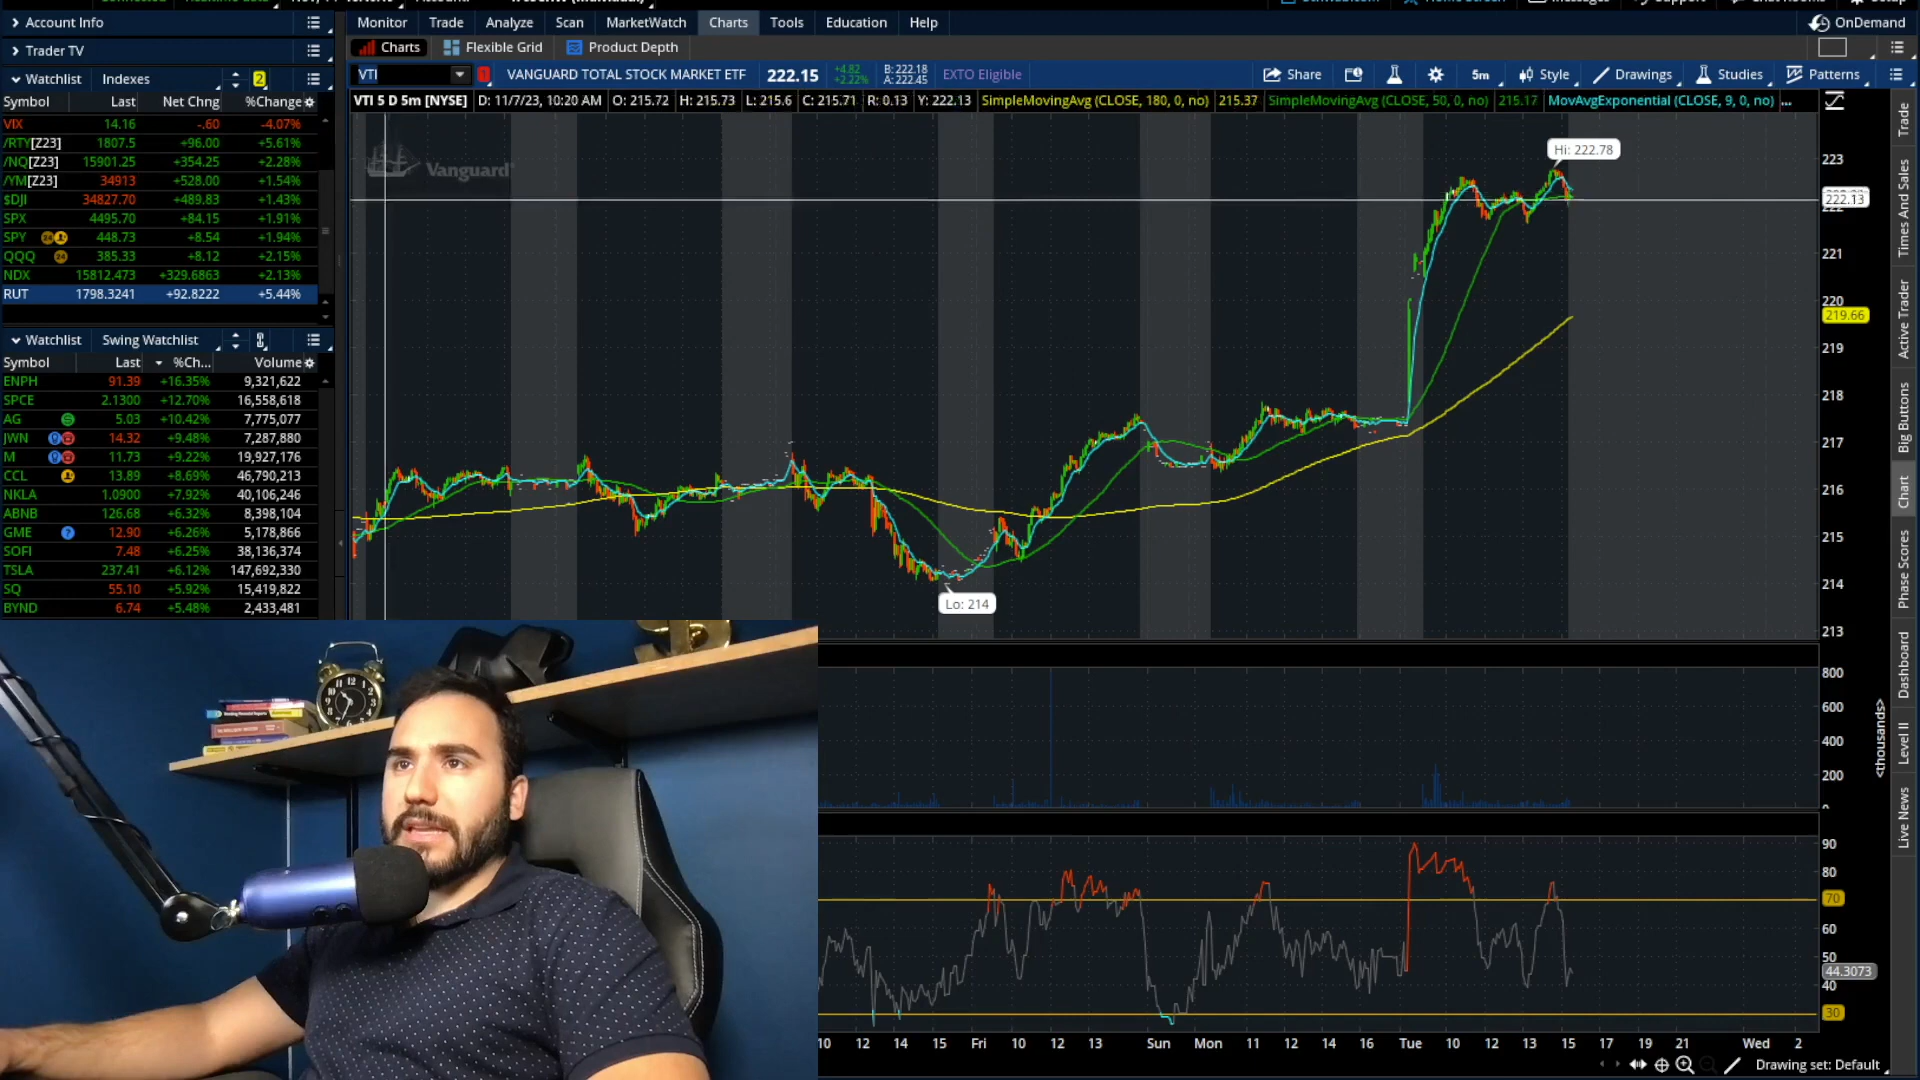 Account Info
Monitor Trade Analyze Scan MarketWatch Charts Tools Education Help OnDemand
Trader TV
Charts Flexible Grid Product Depth
Watchlist Indexes 2
VTI VANGUARD TOTAL STOCK MARKET ETF 222.15 +4.82 +2.22% B: 222.18 A: 222.45 EXTO Eligible Share 5m Style Drawings Studies Patterns
VTI 5 D 5m [NYSE] D: 11/7/23, 10:20 AM O: 215.72 H: 215.73 L: 215.6 C: 215.71 R: 0.13 Y: 222.13 SimpleMovingAvg (CLOSE, 180, 0, no) 215.37 SimpleMovingAvg (CLOSE, 50, 0, no) 215.17 MovAvgExponential (CLOSE, 9, 0, no) ...
Symbol Last Net Chng %Change
VIX 14.16 -.60 -4.07%
/RTY[Z23] 1807.5 +96.00 +5.61%
/NQ[Z23] 15901.25 +354.25 +2.28%
/YM[Z23] 34913 +528.00 +1.54%
$DJI 34827.70 +489.83 +1.43%
SPX 4495.70 +84.15 +1.91%
SPY 448.73 +8.54 +1.94%
QQQ 385.33 +8.12 +2.15%
NDX 15812.473 +329.6863 +2.13%
RUT 1798.3241 +92.8222 +5.44%
Watchlist Swing Watchlist
Symbol Last %Ch... Volume
ENPH 91.39 +16.35% 9,321,622
SPCE 2.1300 +12.70% 16,558,618
AG 5.03 +10.42% 7,775,077
JWN 14.32 +9.48% 7,287,880
M 11.73 +9.22% 19,927,176
CCL 13.89 +8.69% 46,790,213
NKLA 1.0900 +7.92% 40,106,246
ABNB 126.68 +6.32% 8,398,104
GME 12.90 +6.26% 5,178,866
SOFI 7.48 +6.25% 38,136,374
TSLA 237.41 +6.12% 147,692,330
SQ 55.10 +5.92% 15,419,822
BYND 6.74 +5.48% 2,433,481
Vanguard
Hi: 222.78
Lo: 214
223
222.13
221
220
219.66
219
218
217
216
215
214
213
800
600
400
200
<thousands>
90
80
70
60
50
44.3073
40
30
10 12 14 15 Fri 10 12 13 Sun Mon 11 12 14 16 Tue 10 12 13 15 17 19 21 Wed 2
Drawing set: Default
Trade
Times And Sales
Active Trader
Big Buttons
Chart
Phase Scores
Dashboard
Level II
Live News